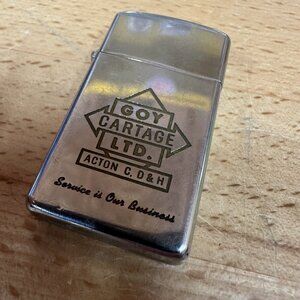 GOY
CARTAGE
LTD.
ACTON C. D & H
Service is Our Business